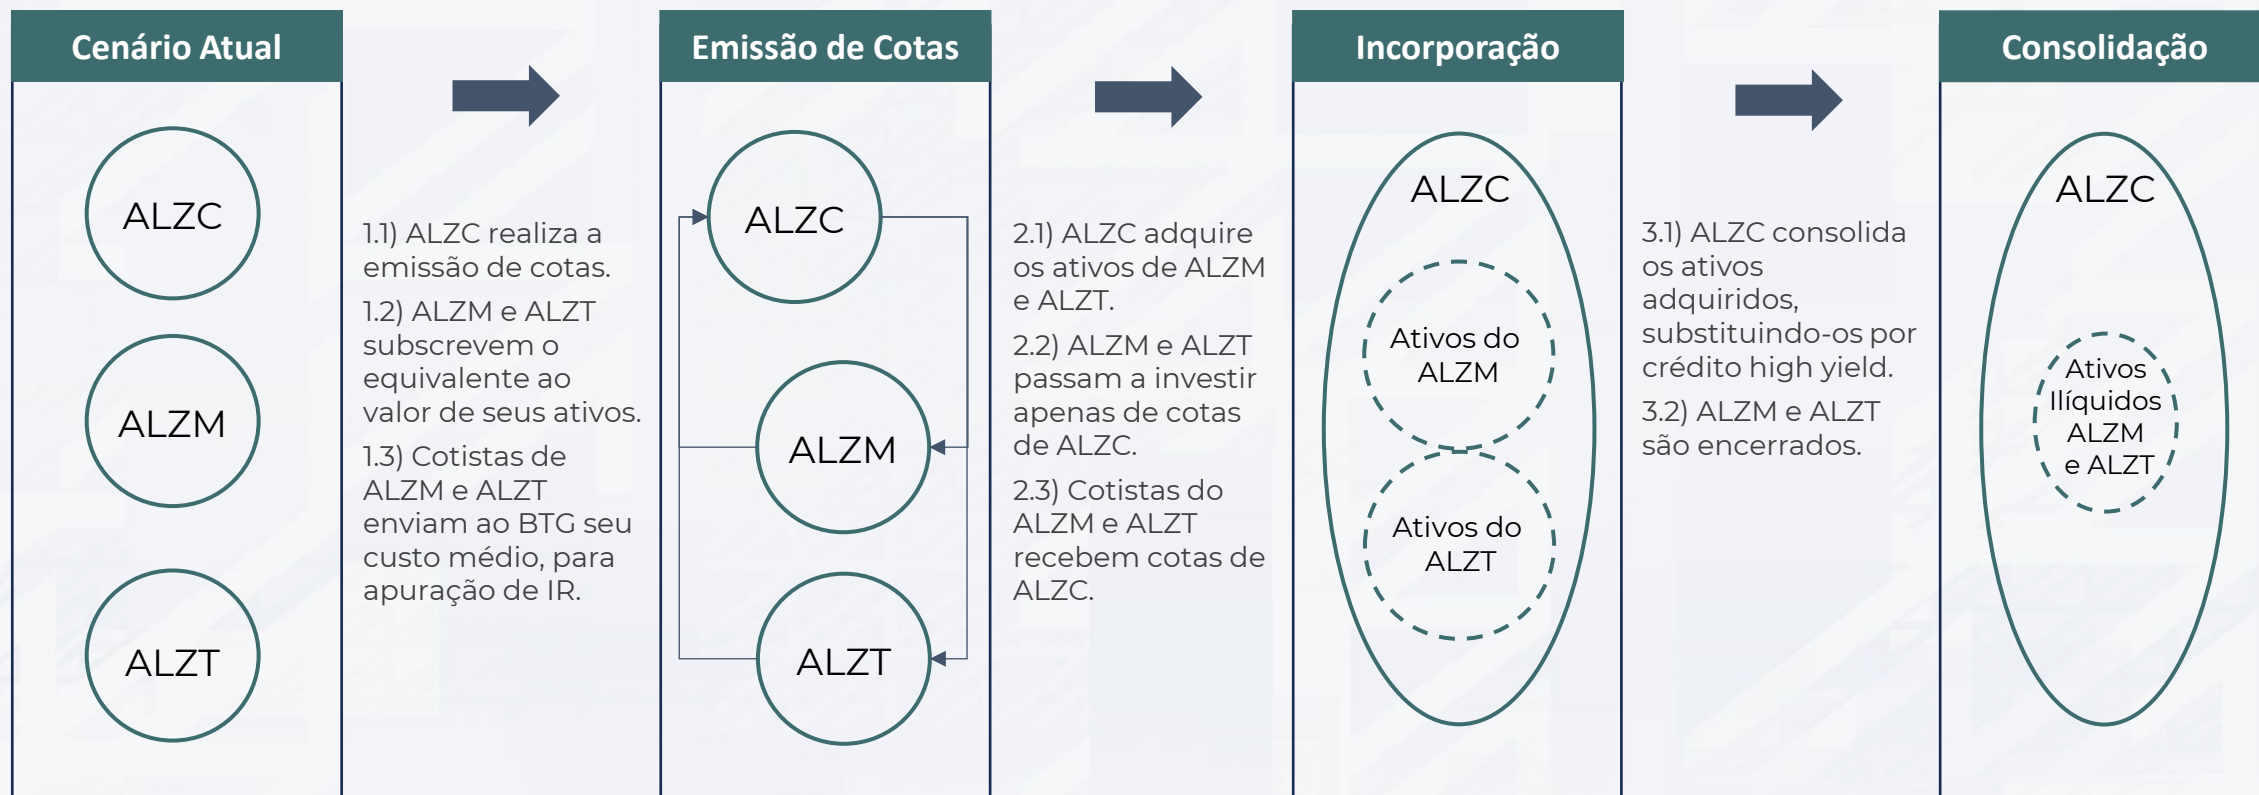 Cenário Atual
ALZC
ALZM
ALZT
1.1) ALZC realiza a
emissão de cotas.
1.2) ALZM e ALZT
subscrevem o
equivalente ao
valor de seus ativos.
1.3) Cotistas de
ALZM e ALZT
enviam ao BTG seu
custo médio, para
apuração de IR.
Emissão de Cotas
ALZC
ALZM
ALZT
2.1) ALZC adquire
os ativos de ALZM
e ALZT.
2.2) ALZM e ALZT
passam a investir
apenas de cotas
de ALZC.
2.3) Cotistas do
ALZM e ALZT
recebem cotas de
ALZC.
Incorporação
ALZC
Ativos do
ALZM
Ativos do
ALZT
3.1) ALZC consolida
os ativos
adquiridos,
substituindo-os por
crédito high yield.
3.2) ALZM e ALZT
são encerrados.
Consolidação
ALZC
Ativos
Ilíquidos
ALZM
e ALZT